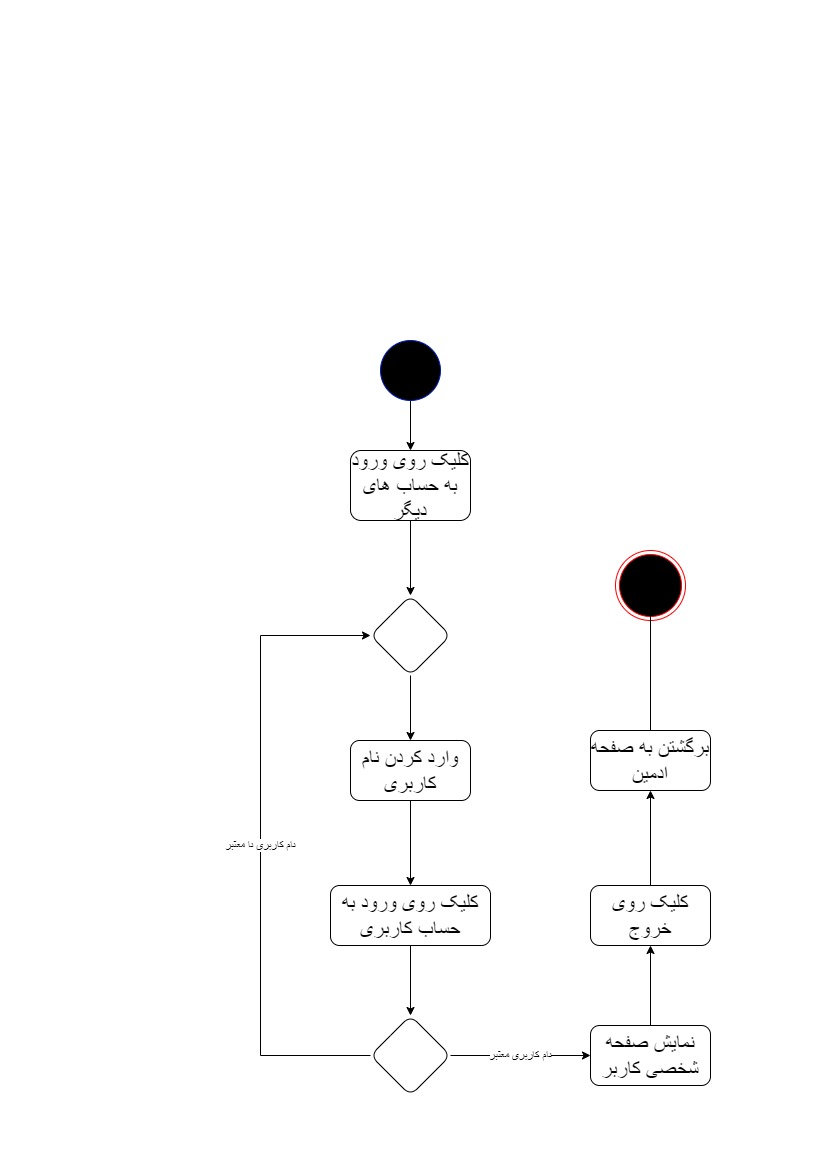 کلیک روی ورود
به حساب های
دیگر
وارد کردن نام
کاربری
کلیک روی ورود به
حساب کاربری
نام کاربری نا معتبر
نام کاربری معتبر
نمایش صفحه
شخصی کاربر
کلیک روی
خروج
برگشتن به صفحه
ادمین